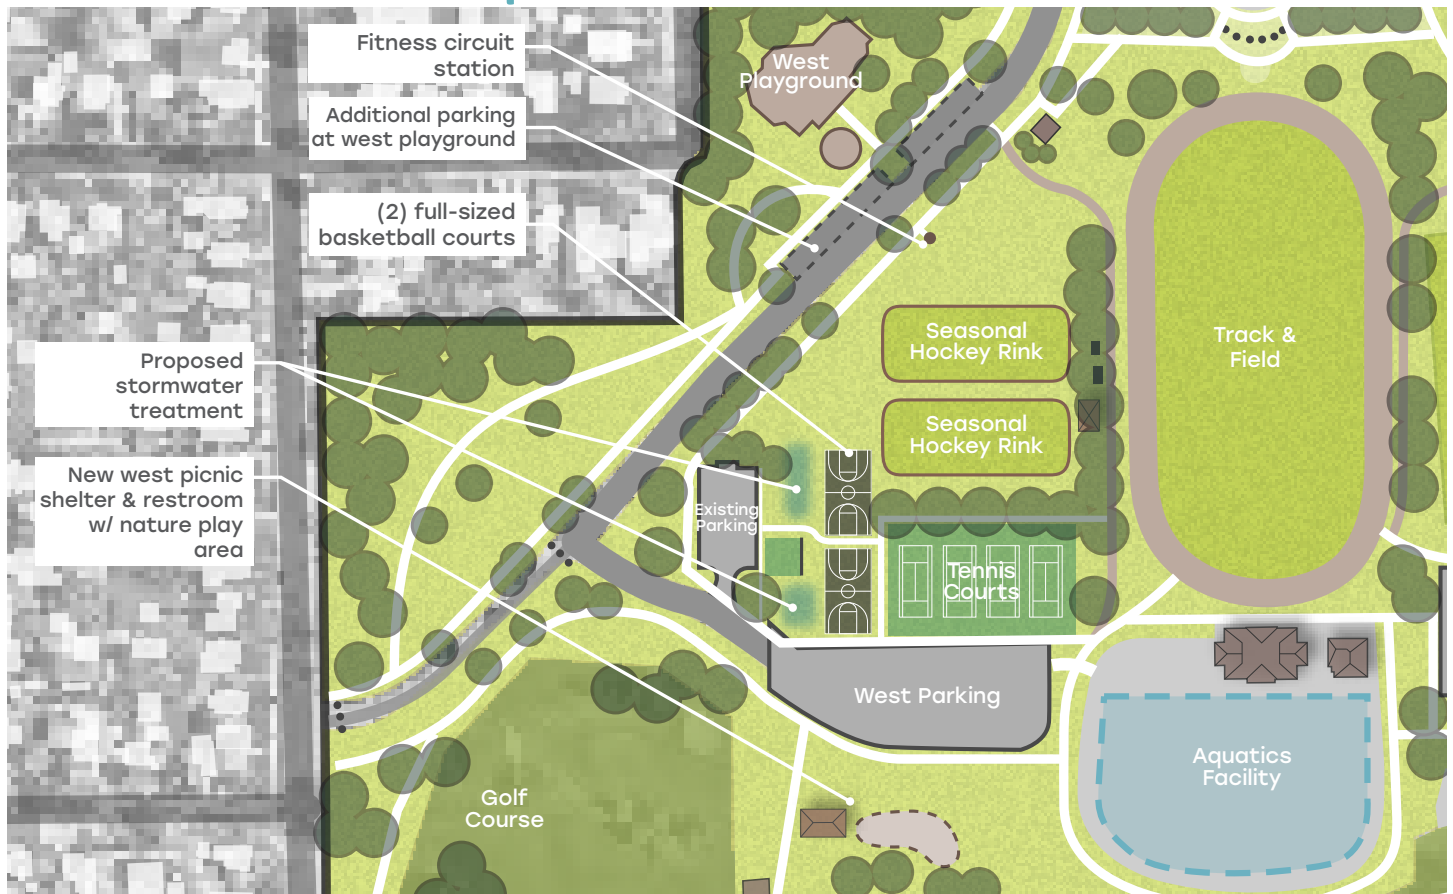 Fitness circuit
station
Additional parking
at west playground
(2) full-sized
basketball courts
Proposed
stormwater
treatment
New west picnic
shelter & restroom
w/ nature play
area
West
Playground
Seasonal
Hockey Rink
Seasonal
Hockey Rink
Track &
Field
Existing
Parking
Tennis
Courts
West Parking
Aquatics
Facility
Golf
Course